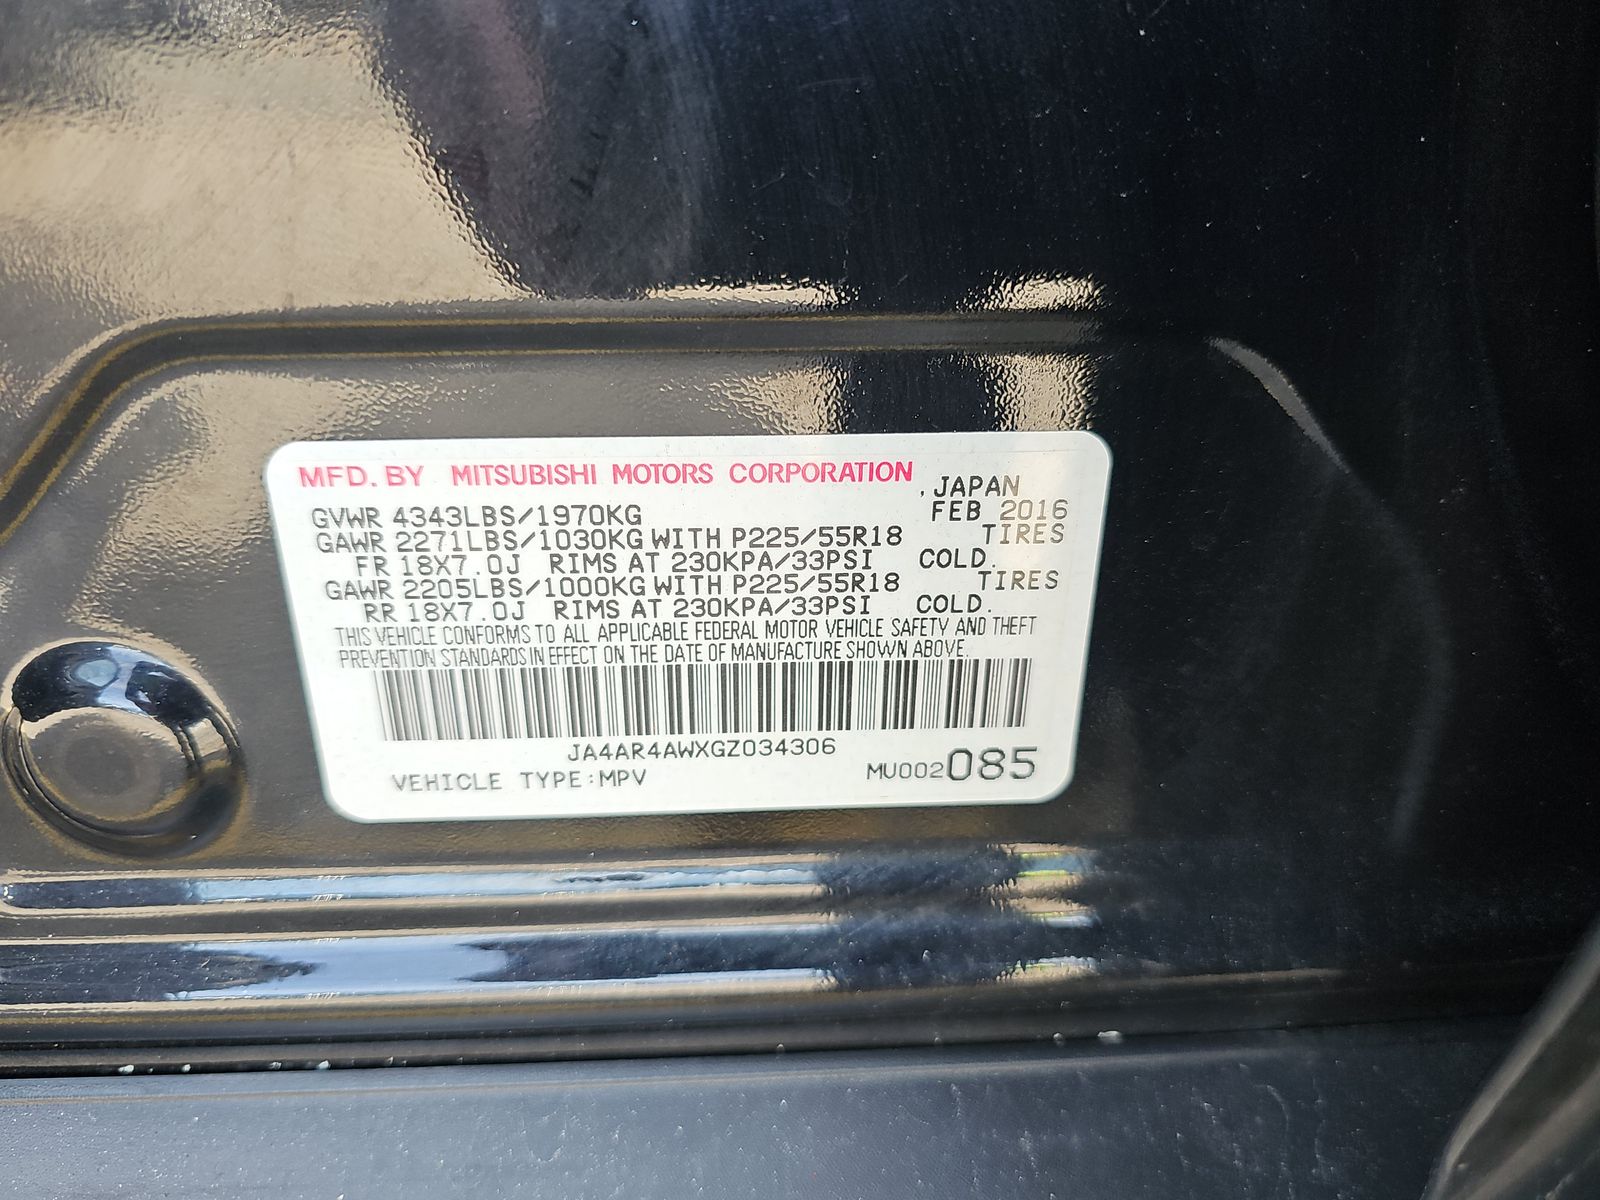 MFD. BY MITSUBISHI MOTORS CORPORATION, JAPAN
GVWR 4343LBS/1970KG FEB 2016
GAWR 2271LBS/1030KG WITH P225/55R18 TIRES
FR 18X7.0J RIMS AT 230KPA/33PSI COLD.
GAWR 2205LBS/1000KG WITH P225/55R18 TIRES
RR 18X7.0J RIMS AT 230KPA/33PSI COLD.
THIS VEHICLE CONFORMS TO ALL APPLICABLE FEDERAL MOTOR VEHICLE SAFETY AND THEFT
PREVENTION STANDARDS IN EFFECT ON THE DATE OF MANUFACTURE SHOWN ABOVE.
JA4AR4AWXGZ034306
VEHICLE TYPE:MPV MU002085